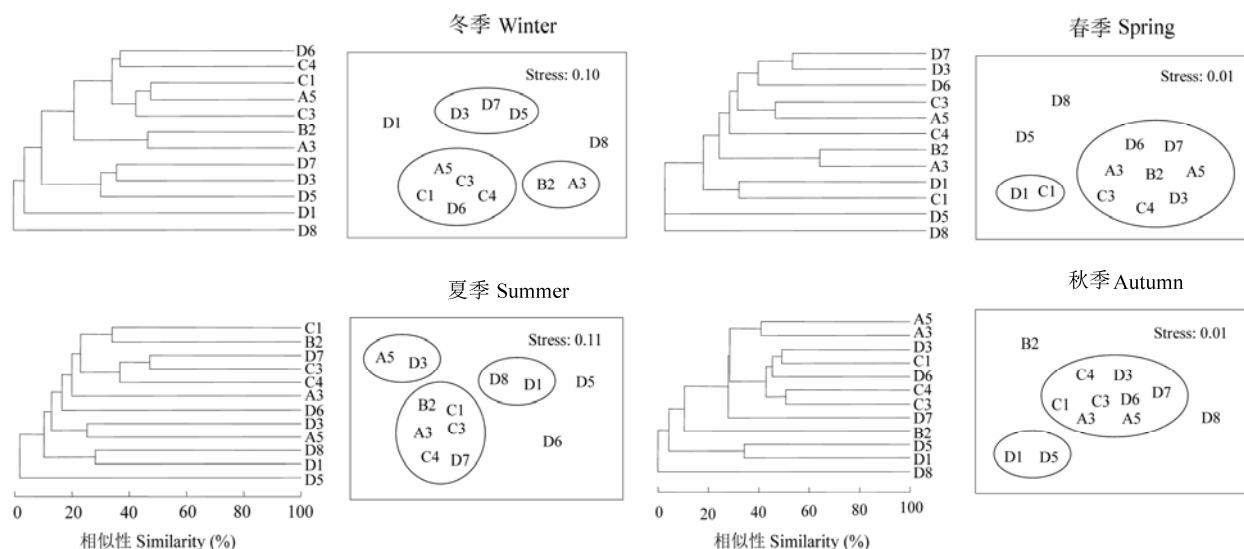 冬季 Winter
D6
C4
C1
A5
C3
B2
A3
D7
D3
D5
D1
D8
Stress: 0.10
D7
D3 D5
D1
D8
A5
C3
C1 C4
D6
B2 A3
春季 Spring
D7
D3
D6
C3
A5
C4
B2
A3
D1
C1
D5
D8
Stress: 0.01
D8
D5
D6 D7
A3 B2 A5
C3 D3
C4
D1 C1
夏季 Summer
C1
B2
D7
C3
C4
A3
D6
D3
A5
D8
D1
D5
0 20 40 60 80 100
相似性 Similarity (%)
Stress: 0.11
A5 D3
D8 D1 D5
B2 C1
A3 C3
C4 D7
D6
秋季 Autumn
A5
A3
D3
C1
D6
C4
C3
D7
B2
D5
D1
D8
0 20 40 60 80 100
相似性 Similarity (%)
Stress: 0.01
B2
C4 D3
C1 C3 D6 D7
A3 A5
D8
D1 D5